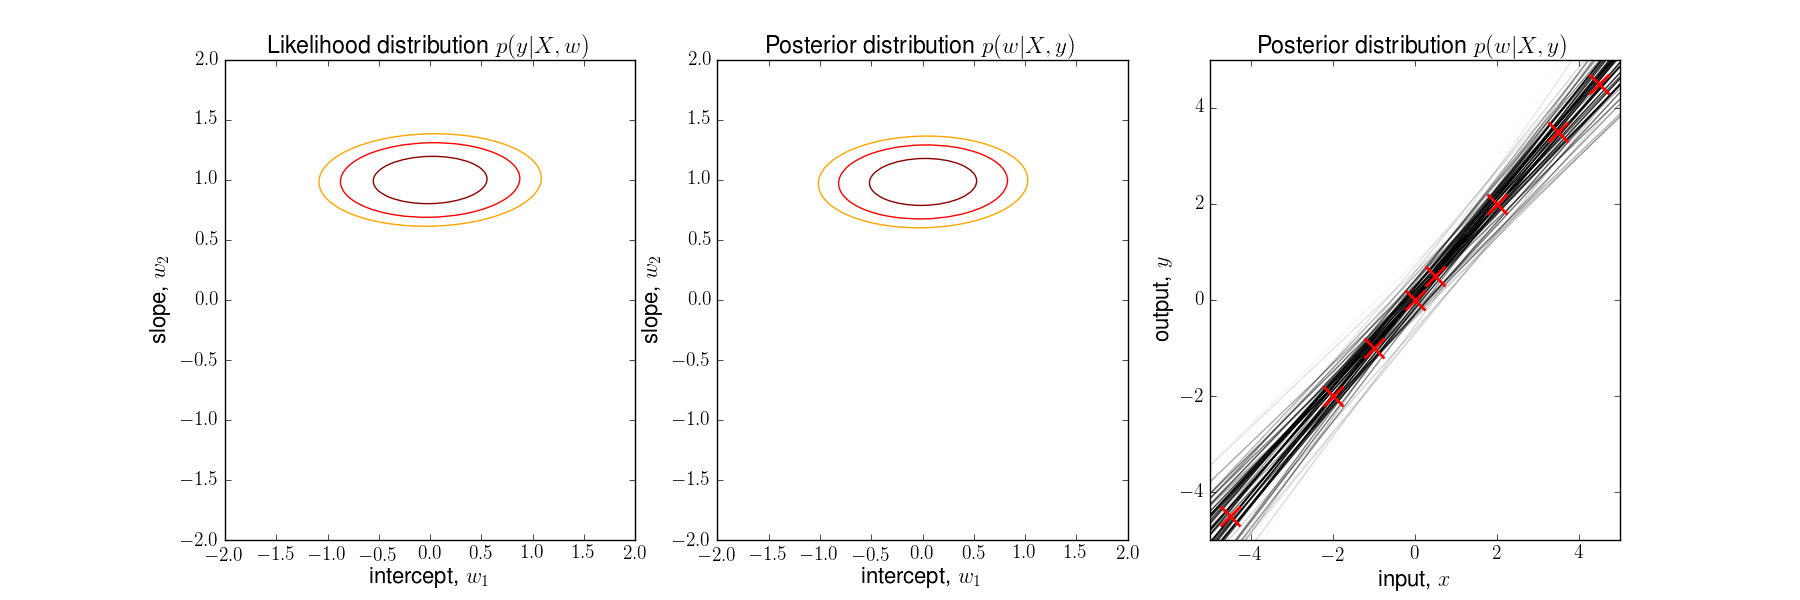 Likelihood distribution p(y|X, w)
2.0
1.5
1.0
0.5
0.0
−0.5
−1.0
−1.5
−2.0
slope, w₂
−2.0 −1.5 −1.0 −0.5 0.0 0.5 1.0 1.5 2.0
intercept, w₁
Posterior distribution p(w|X, y)
2.0
1.5
1.0
0.5
0.0
−0.5
−1.0
−1.5
−2.0
slope, w₂
−2.0 −1.5 −1.0 −0.5 0.0 0.5 1.0 1.5 2.0
intercept, w₁
Posterior distribution p(w|X, y)
4
2
0
−2
−4
output, y
−4 −2 0 2 4
input, x